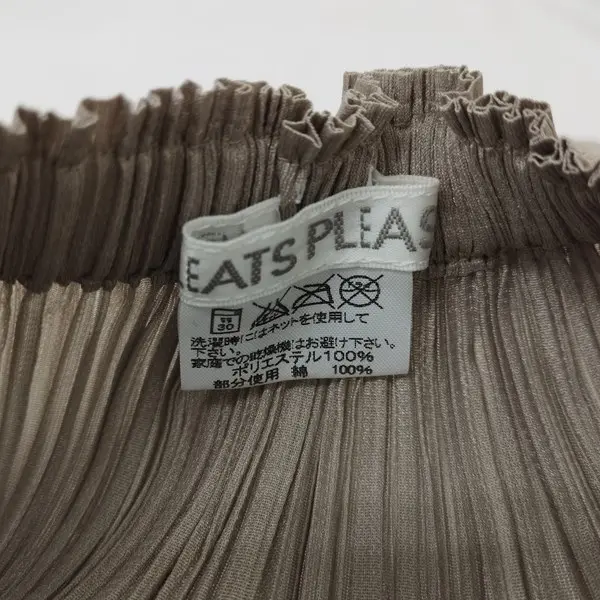 EATS PLEAS
30
洗濯時にはネットを使用して
下さい。
家庭での乾燥機はお避け下さい。
ポリエステル100%
部分使用 綿 100%